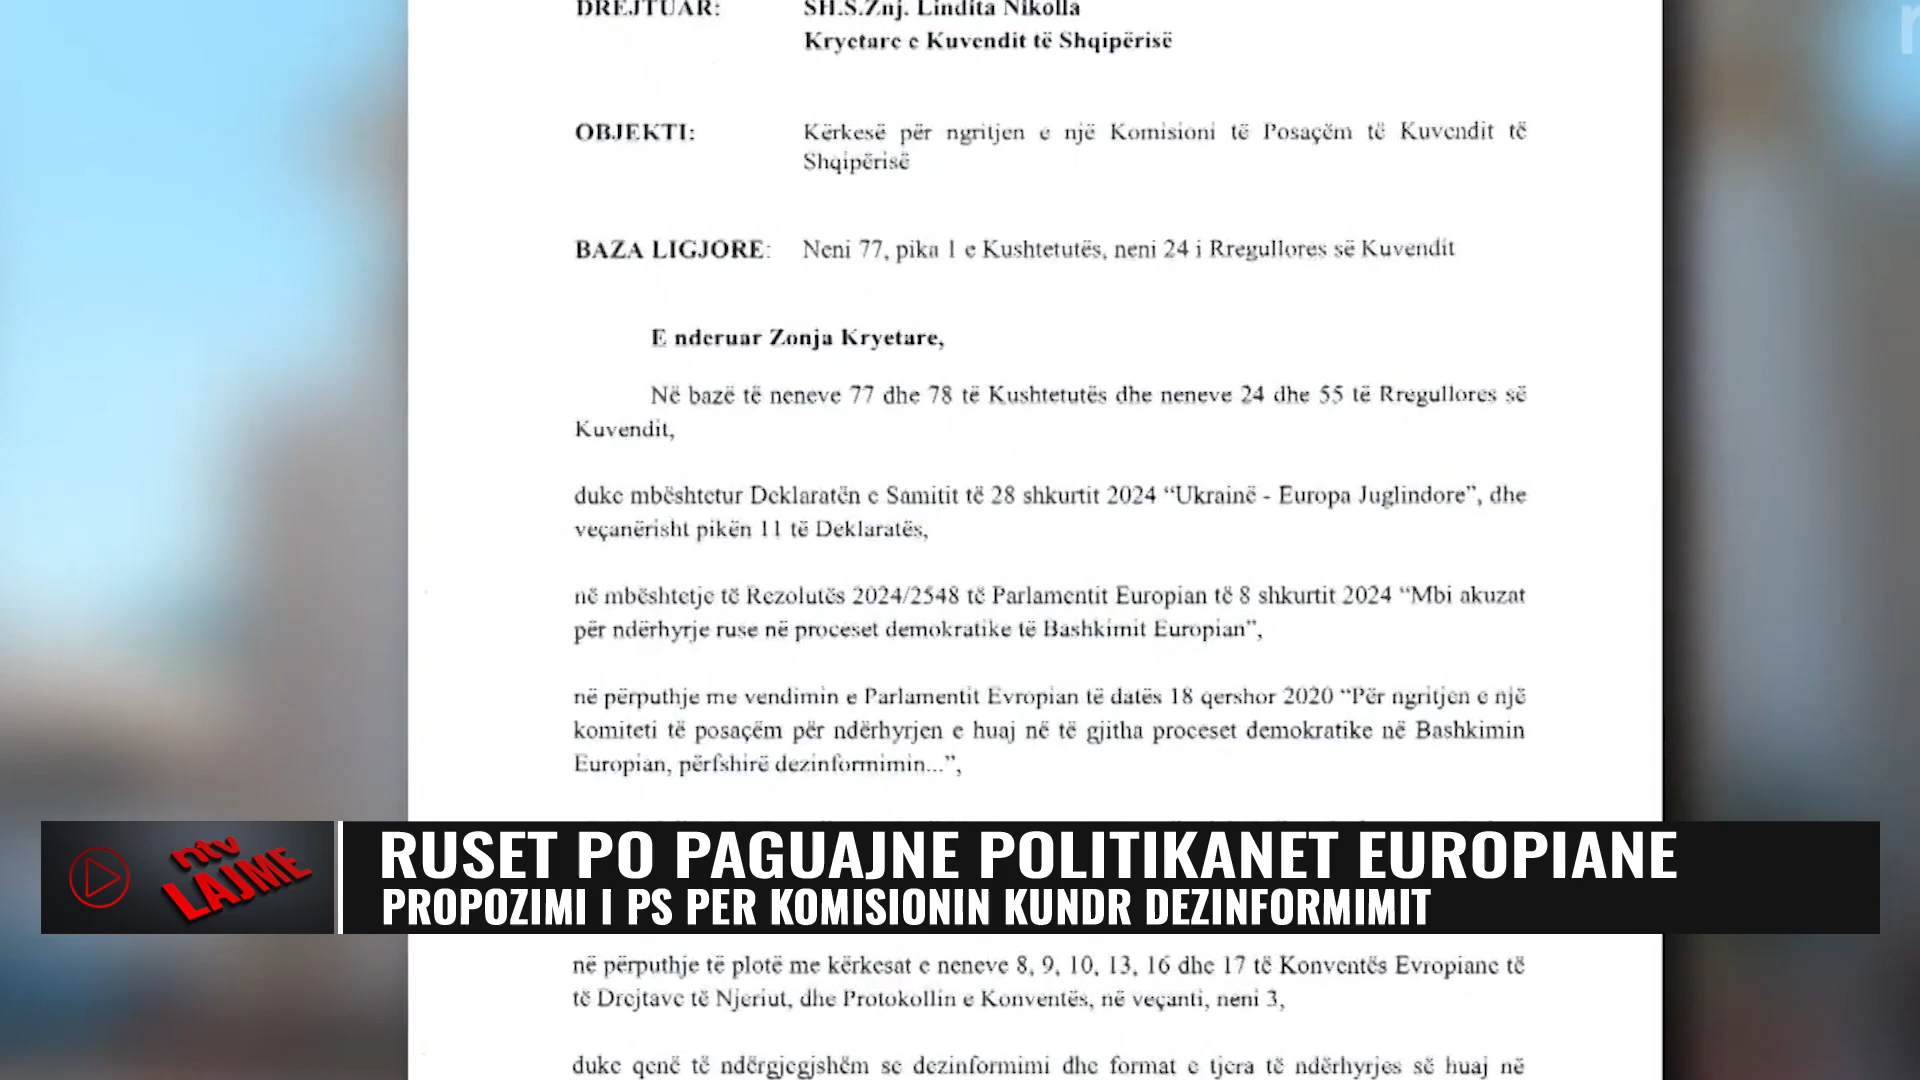 DREJTUAR: SH.S.Znj. Lindita Nikolla
Kryetare e Kuvendit të Shqipërisë
OBJEKTI: Kërkesë për ngritjen e një Komisioni të Posaçëm të Kuvendit të
Shqipërisë
BAZA LIGJORE: Neni 77, pika 1 e Kushtetutës, neni 24 i Rregullores së Kuvendit
E nderuar Zonja Kryetare,
Në bazë të neneve 77 dhe 78 të Kushtetutës dhe neneve 24 dhe 55 të Rregullores së
Kuvendit,
duke mbështetur Deklaratën e Samitit të 28 shkurtit 2024 “Ukrainë - Europa Juglindore”, dhe
veçanërisht pikën 11 të Deklaratës,
në mbështetje të Rezolutës 2024/2548 të Parlamentit Europian të 8 shkurtit 2024 “Mbi akuzat
për ndërhyrje ruse në proceset demokratike të Bashkimit Europian”,
në përputhje me vendimin e Parlamentit Evropian të datës 18 qershor 2020 “Për ngritjen e një
komiteti të posaçëm për ndërhyrjen e huaj në të gjitha proceset demokratike në Bashkimin
Europian, përfshirë dezinformimin...”,
ntv
LAJME
RUSET PO PAGUAJNE POLITIKANET EUROPIANE
PROPOZIMI I PS PER KOMISIONIN KUNDR DEZINFORMIMIT
në përputhje të plotë me kërkesat e neneve 8, 9, 10, 13, 16 dhe 17 të Konventës Evropiane të
të Drejtave të Njeriut, dhe Protokollin e Konventës, në veçanti, neni 3,
duke qenë të ndërgjegjshëm se dezinformimi dhe format e tjera të ndërhyrjes së huaj në